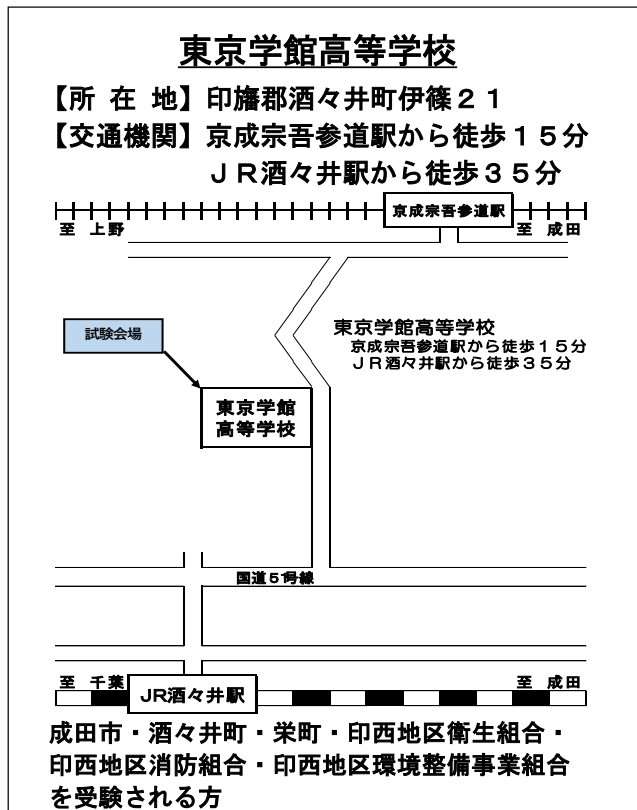 東京学館高等学校
【所 在 地】印旛郡酒々井町伊篠２１
【交通機関】京成宗吾参道駅から徒歩１５分
ＪＲ酒々井駅から徒歩３５分
京成宗吾参道駅
至 上野
至 成田
試験会場
東京学館高等学校
京成宗吾参道駅から徒歩１５分
ＪＲ酒々井駅から徒歩３５分
東京学館
高等学校
国道５１号線
至 千葉
JR酒々井駅
至 成田
成田市・酒々井町・栄町・印西地区衛生組合・
印西地区消防組合・印西地区環境整備事業組合
を受験される方